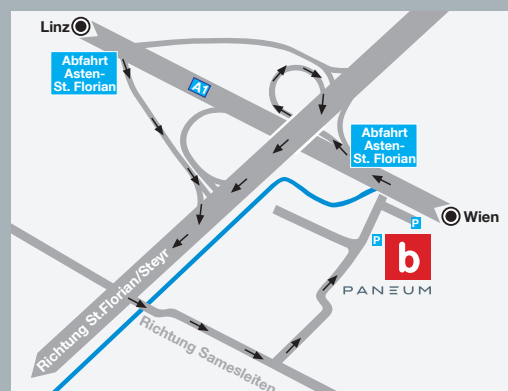 Linz
Abfahrt
Asten-
St. Florian
A1
Abfahrt
Asten-
St. Florian
Wien
P
P
b
PANEUM
Richtung St.Florian/Steyr
Richtung Samesleiten